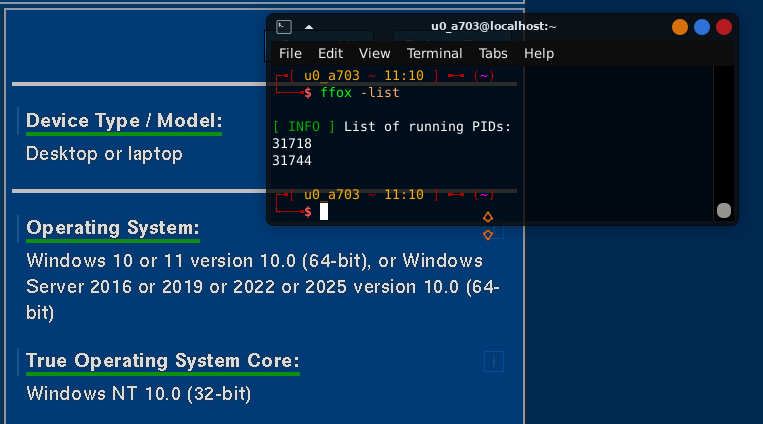 u0_a703@localhost:~
File Edit View Terminal Tabs Help
[ u0_a703 ~ 11:10 ] (~)
$ ffox -list
[ INFO ] List of running PIDs:
31718
31744
[ u0_a703 ~ 11:10 ] (~)
$
Device Type / Model:
Desktop or laptop
Operating System:
Windows 10 or 11 version 10.0 (64-bit), or Windows
Server 2016 or 2019 or 2022 or 2025 version 10.0 (64-
bit)
True Operating System Core:
Windows NT 10.0 (32-bit)